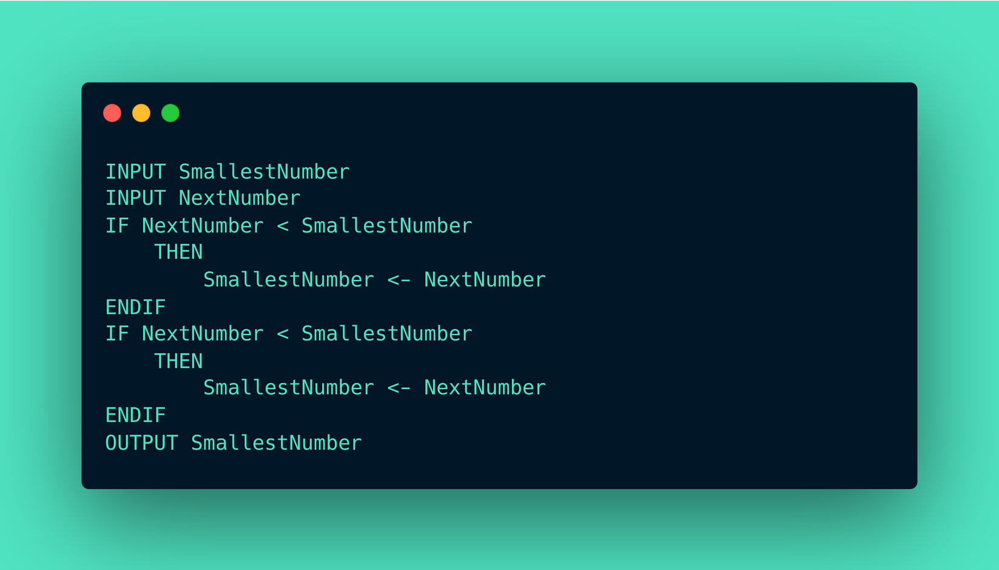 INPUT SmallestNumber
INPUT NextNumber
IF NextNumber < SmallestNumber
    THEN
        SmallestNumber <- NextNumber
ENDIF
IF NextNumber < SmallestNumber
    THEN
        SmallestNumber <- NextNumber
ENDIF
OUTPUT SmallestNumber